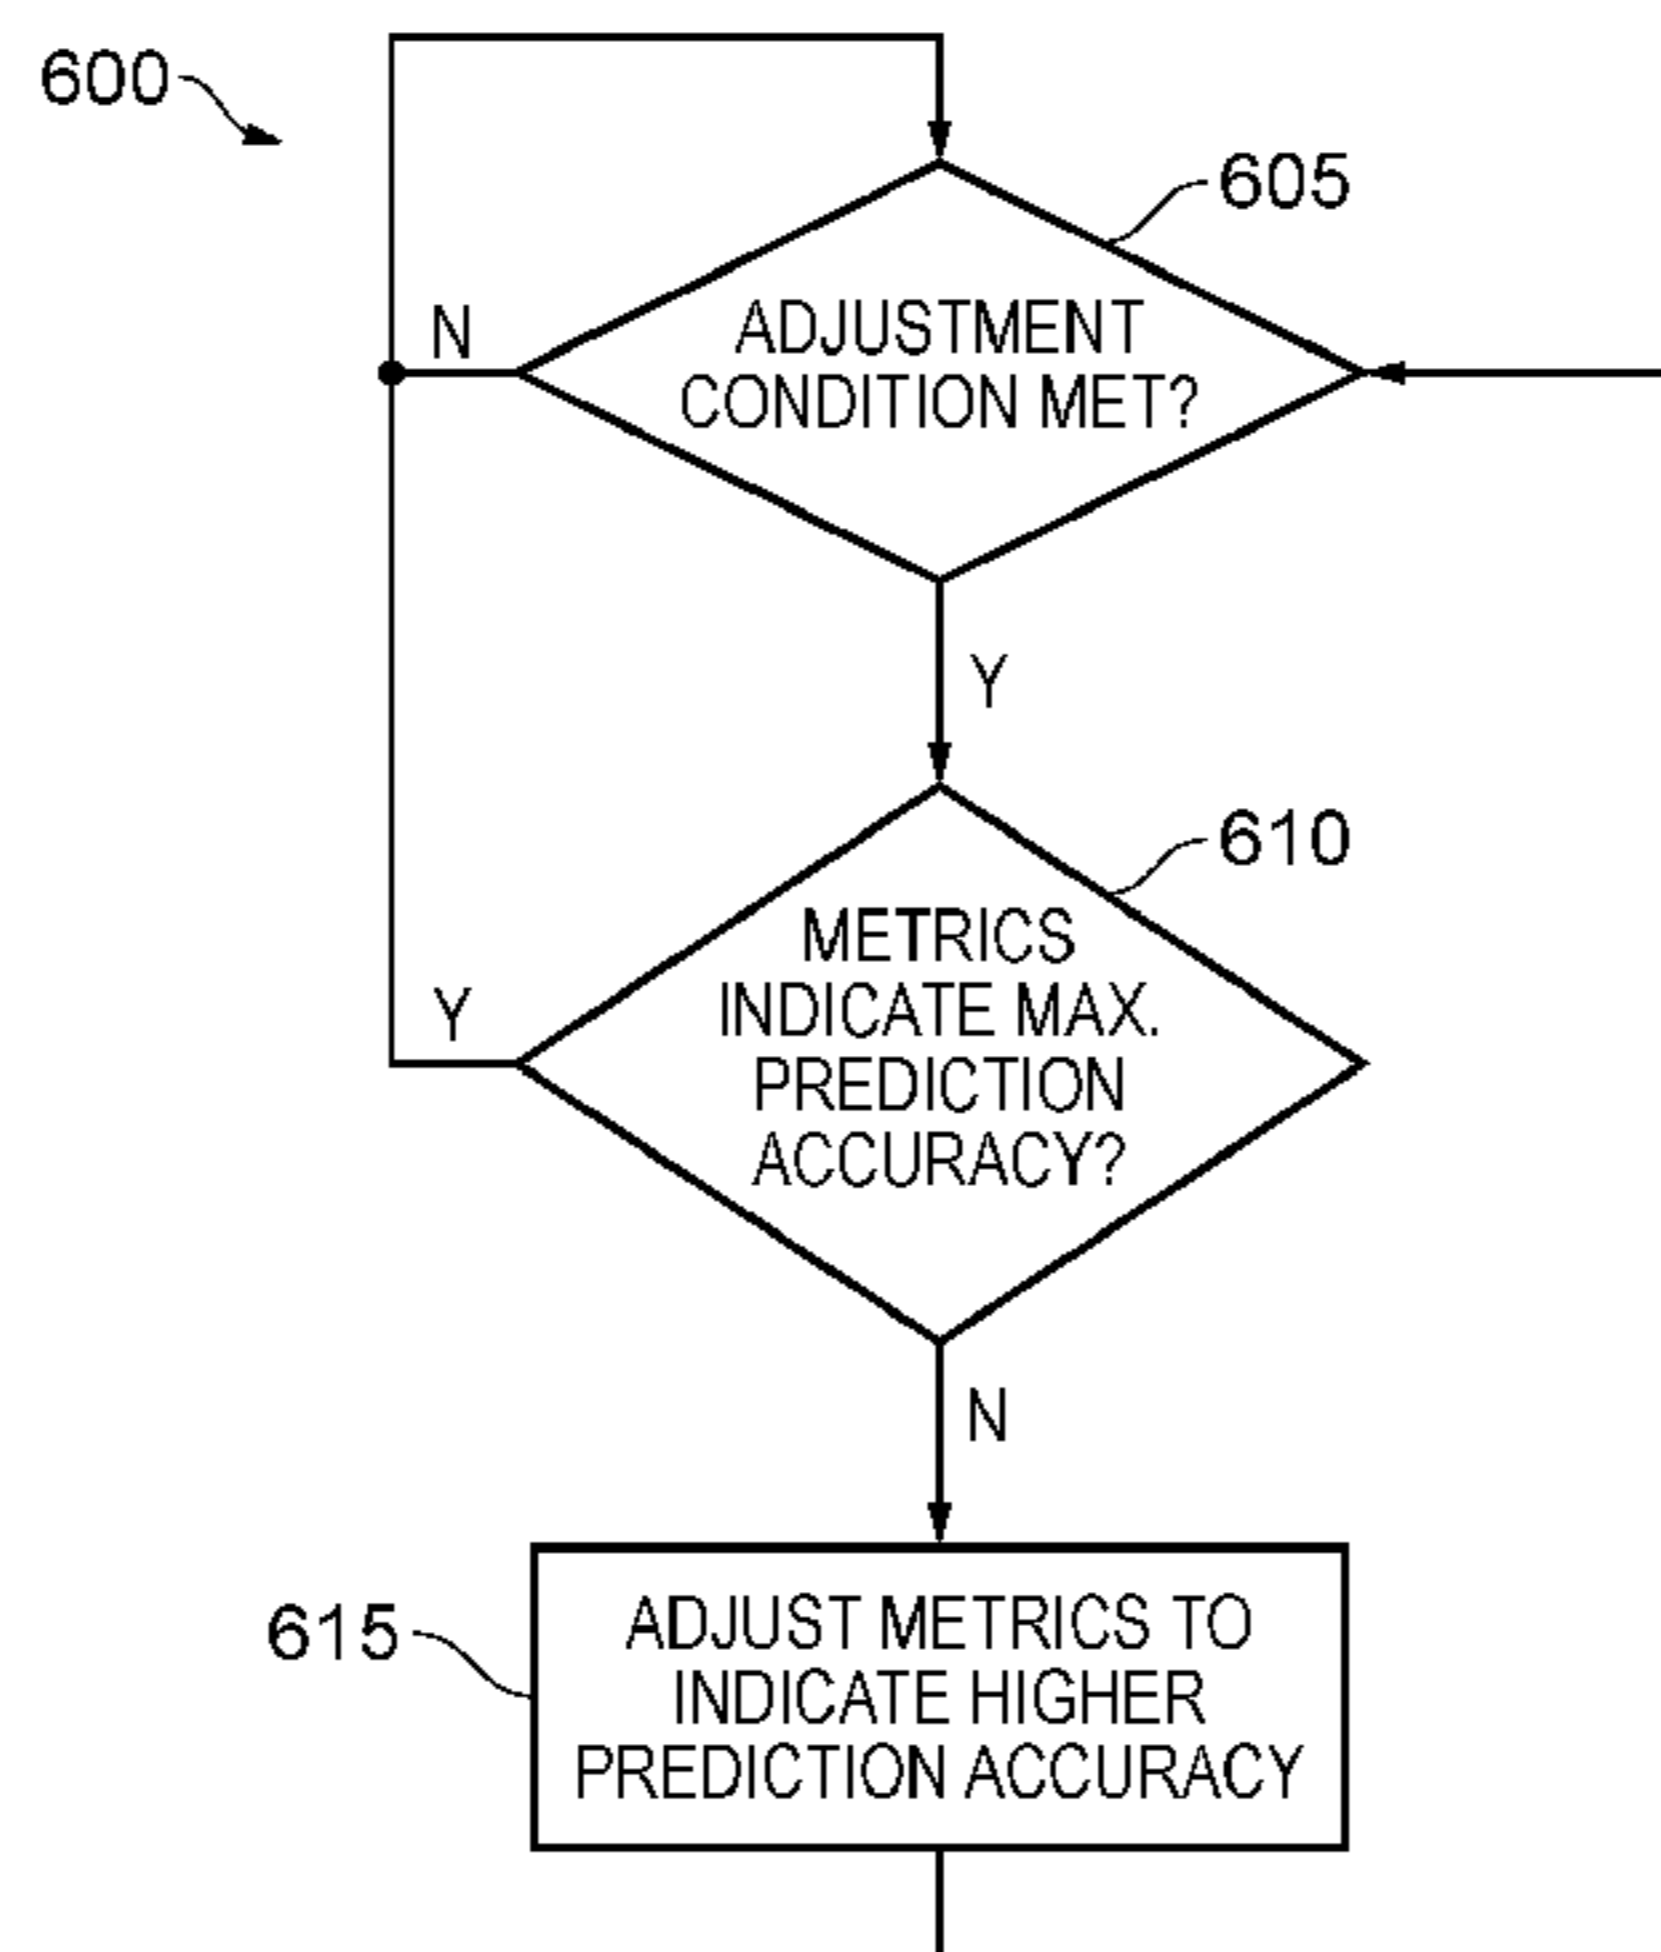 600
605
ADJUSTMENT
CONDITION MET?
N
Y
610
METRICS
INDICATE MAX.
PREDICTION
ACCURACY?
Y
N
615
ADJUST METRICS TO
INDICATE HIGHER
PREDICTION ACCURACY